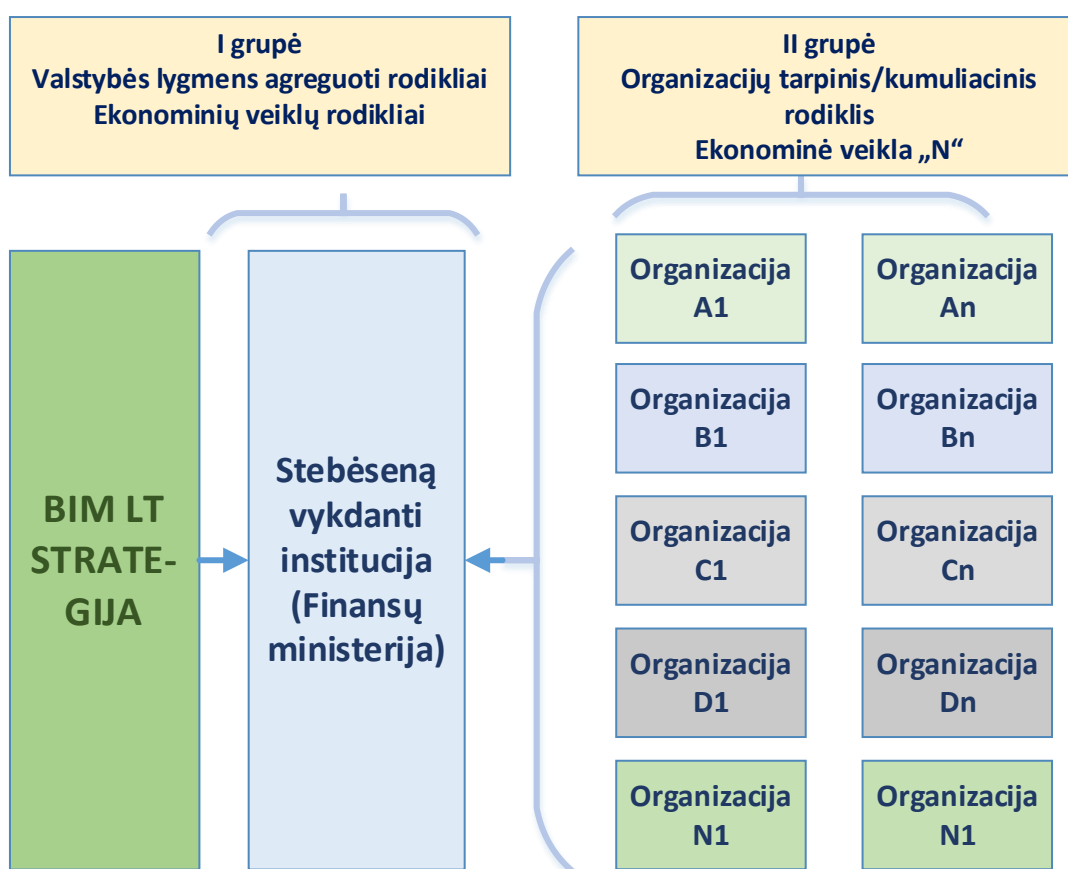 I grupė
Valstybės lygmens agreguoti rodikliai
Ekonominių veiklų rodikliai
II grupė
Organizacijų tarpinis/kumuliacinis
rodiklis
Ekonominė veikla „N“
BIM LT
STRATE-
GIJA
Stebėseną
vykdanti
institucija
(Finansų
ministerija)
Organizacija
A1
Organizacija
An
Organizacija
B1
Organizacija
Bn
Organizacija
C1
Organizacija
Cn
Organizacija
D1
Organizacija
Dn
Organizacija
N1
Organizacija
N1